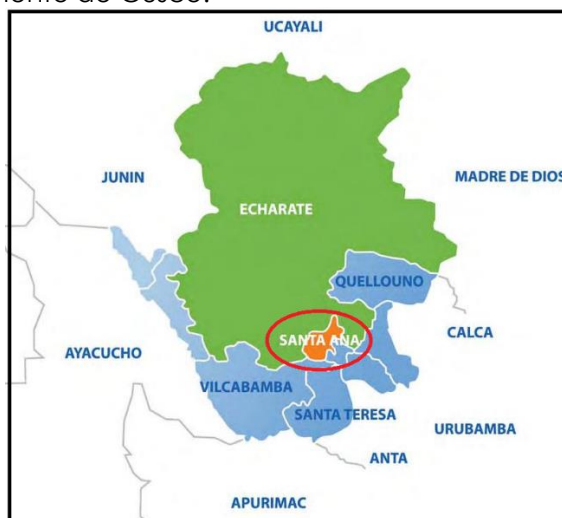 UCAYALI
JUNIN
MADRE DE DIOS
ECHARATE
QUELLOUNO
CALCA
SANTA ANA
AYACUCHO
VILCABAMBA
SANTA TERESA
URUBAMBA
ANTA
APURIMAC